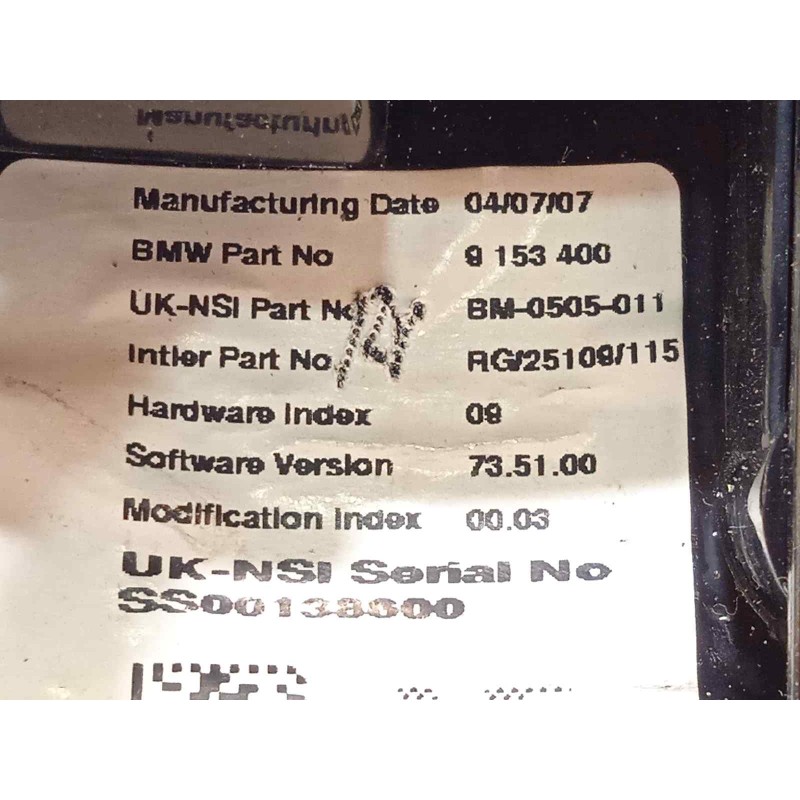 Manufacturing
Manufacturing Date 04/07/07
BMW Part No 9 153 400
UK-NSI Part No BM-0505-011
Intier Part No RG/25109/115
Hardware Index 09
Software Version 73.51.00
Modification Index 00.03
UK-NSI Serial No